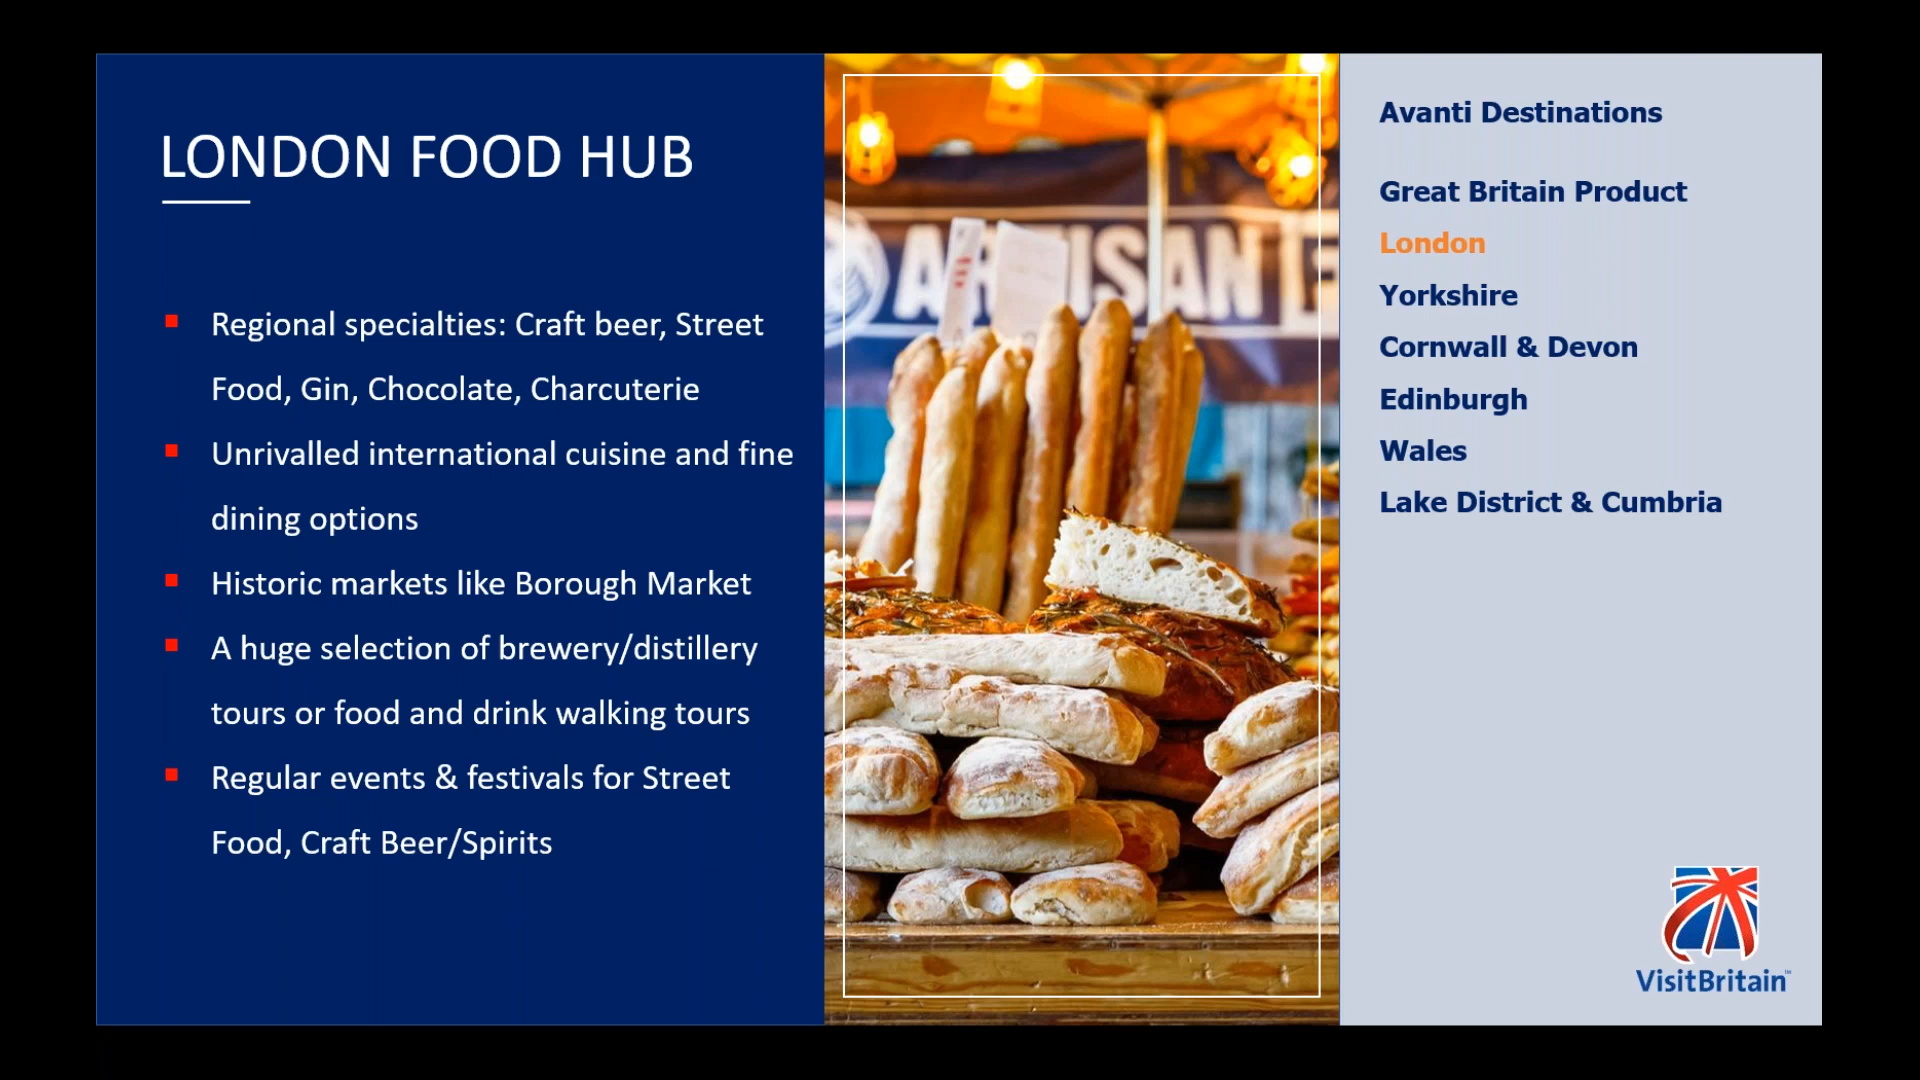 LONDON FOOD HUB
Regional specialties: Craft beer, Street
Food, Gin, Chocolate, Charcuterie
Unrivalled international cuisine and fine
dining options
Historic markets like Borough Market
A huge selection of brewery/distillery
tours or food and drink walking tours
Regular events & festivals for Street
Food, Craft Beer/Spirits
ARTISAN
Avanti Destinations
Great Britain Product
London
Yorkshire
Cornwall & Devon
Edinburgh
Wales
Lake District & Cumbria
VisitBritain™